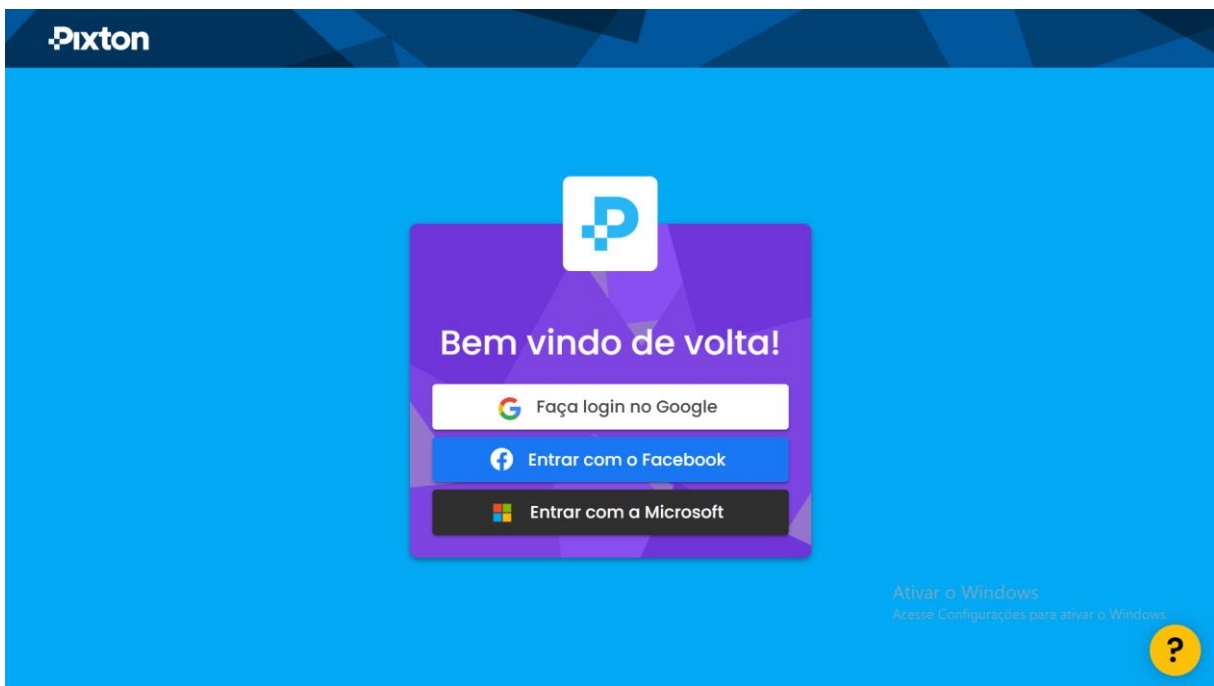 Pixton
Bem vindo de volta!
Faça login no Google
Entrar com o Facebook
Entrar com a Microsoft
Ativar o Windows
Acesse Configurações para ativar o Windows.
?